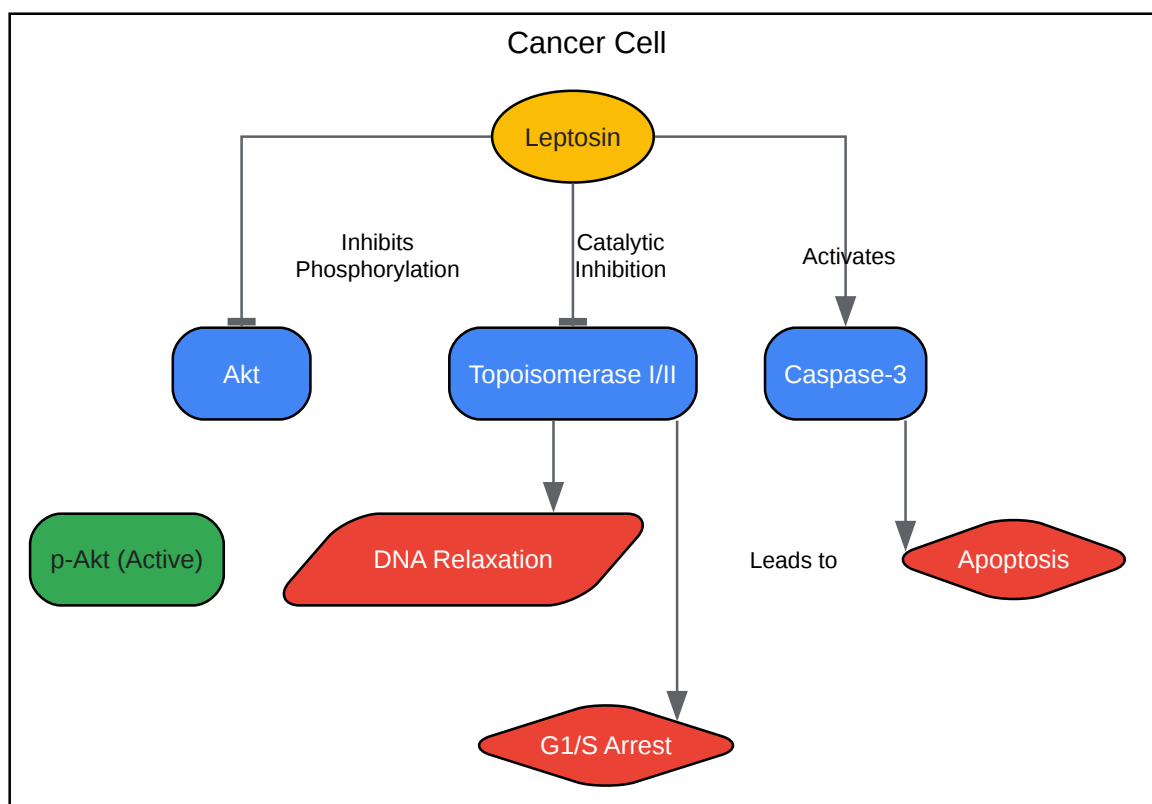 Cancer Cell
Leptosin
Inhibits
Phosphorylation
Catalytic
Inhibition
Activates
Akt
Topoisomerase I/II
Caspase-3
p-Akt (Active)
DNA Relaxation
Leads to
Apoptosis
G1/S Arrest